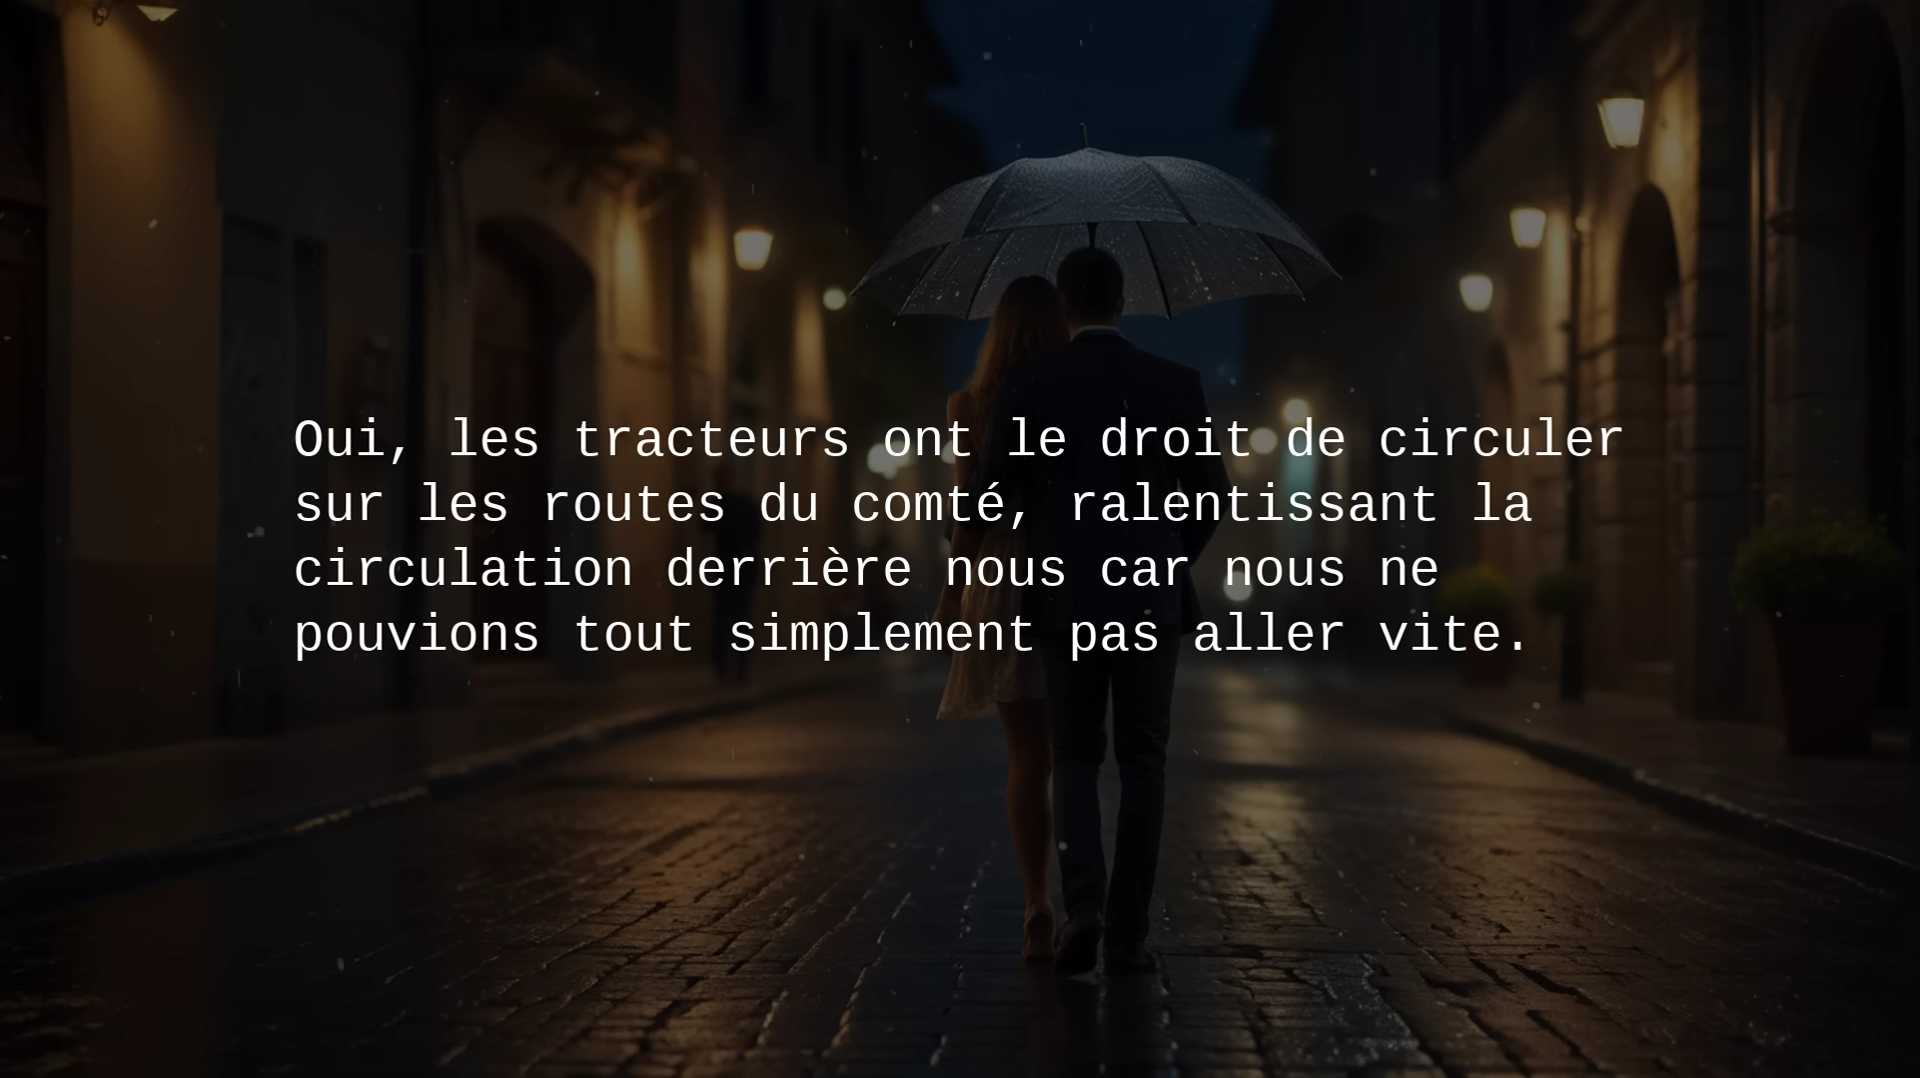 Oui, les tracteurs ont le droit de circuler
sur les routes du comté, ralentissant la
circulation derrière nous car nous ne
pouvions tout simplement pas aller vite.